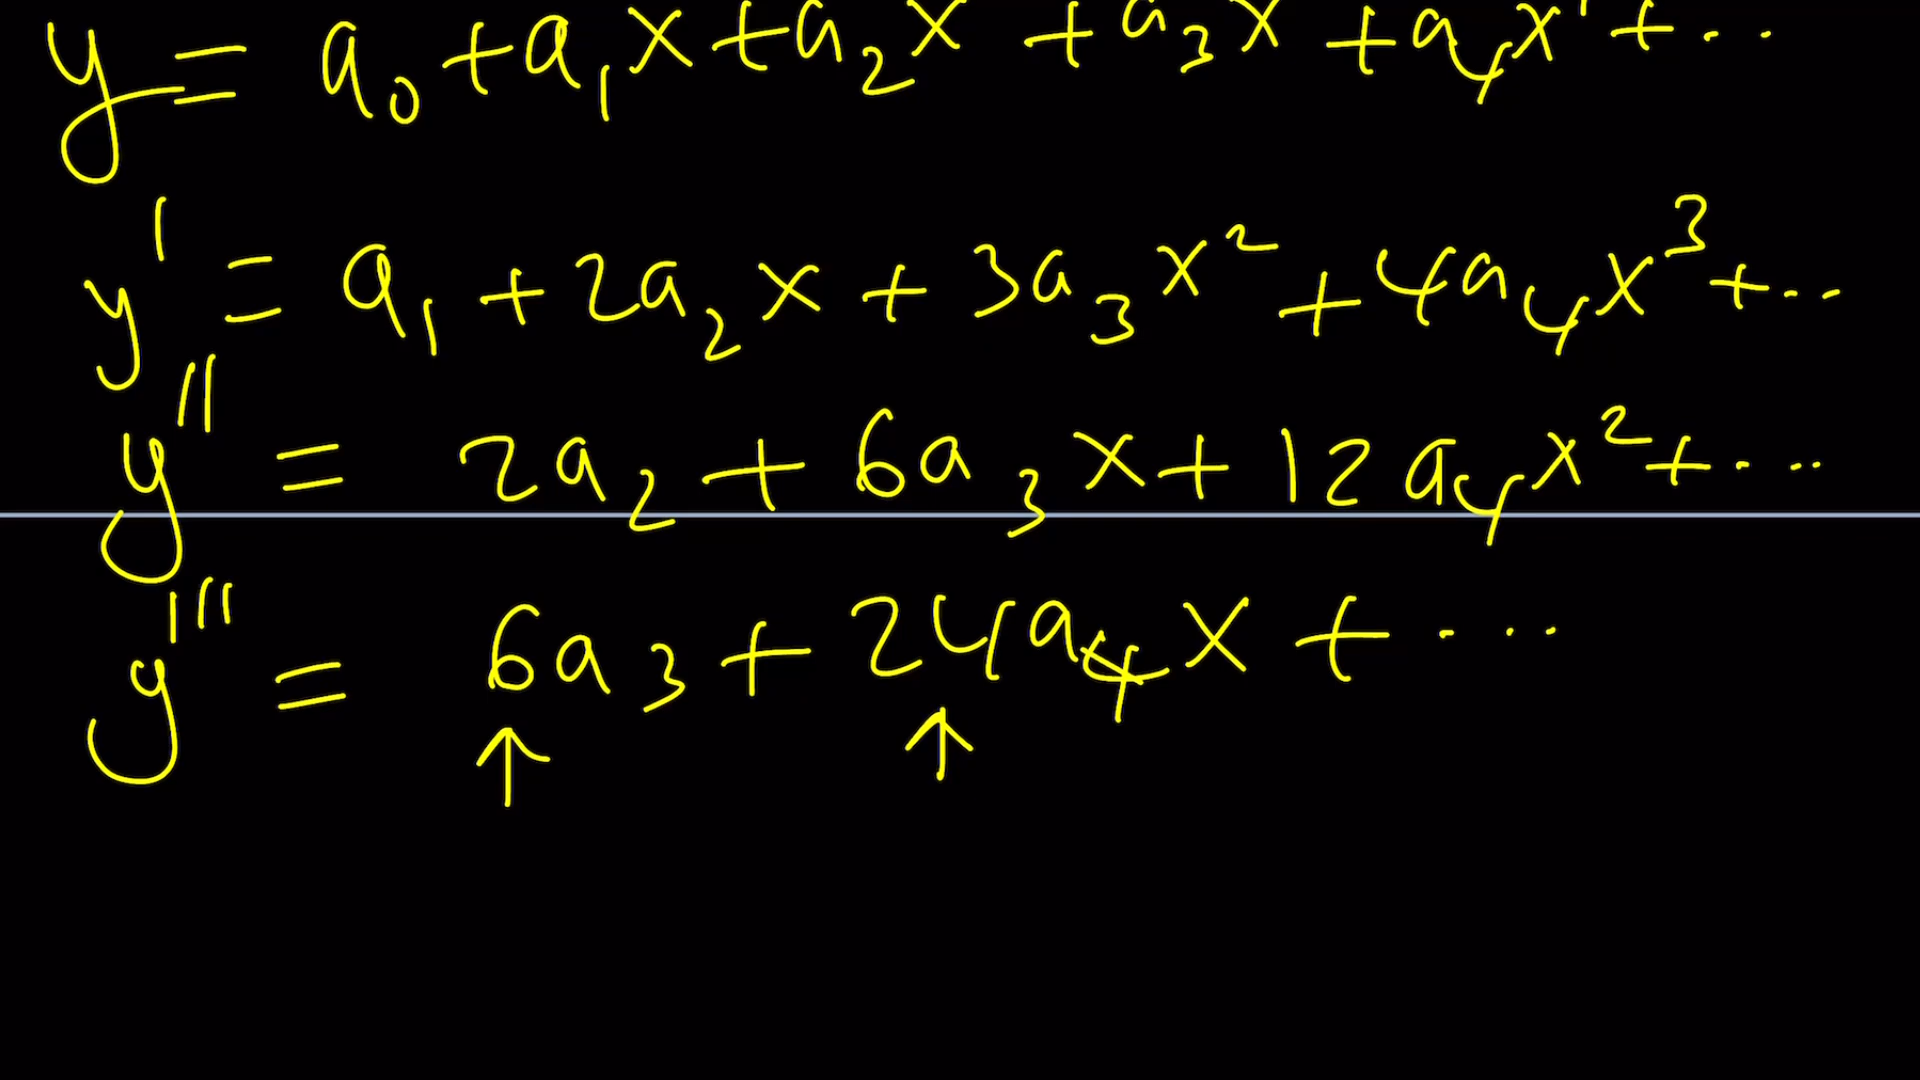 y = a₀ + a₁x + a₂x + a₃x + a₄x + ...
y' = a₁ + 2a₂x + 3a₃x² + 4a₄x³ + ...
y'' = 2a₂ + 6a₃x + 12a₄x² + ...
y''' = 6a₃ + 24a₄x + ...
↑ ↑